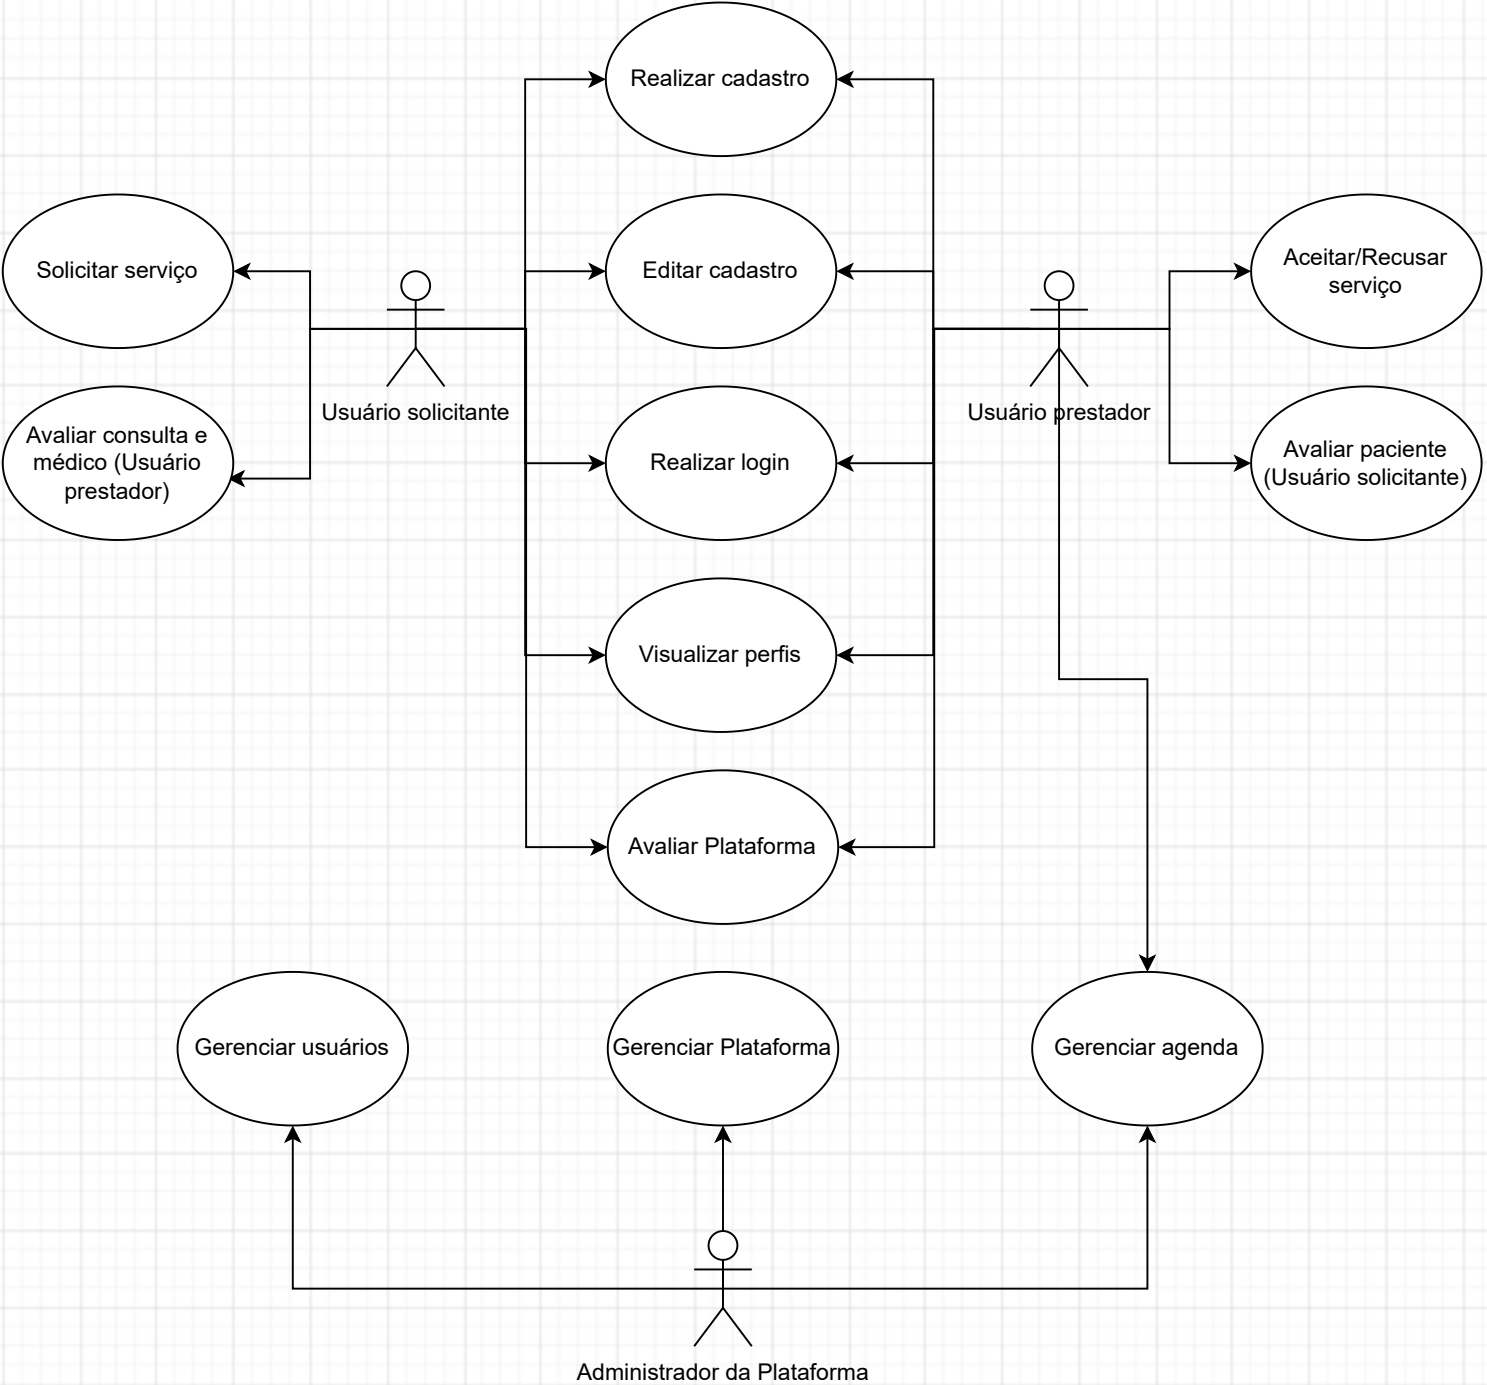 Realizar cadastro
Solicitar serviço
Editar cadastro
Aceitar/Recusar
serviço
Usuário solicitante
Usuário prestador
Avaliar consulta e
médico (Usuário
prestador)
Realizar login
Avaliar paciente
(Usuário solicitante)
Visualizar perfis
Avaliar Plataforma
Gerenciar usuários
Gerenciar Plataforma
Gerenciar agenda
Administrador da Plataforma